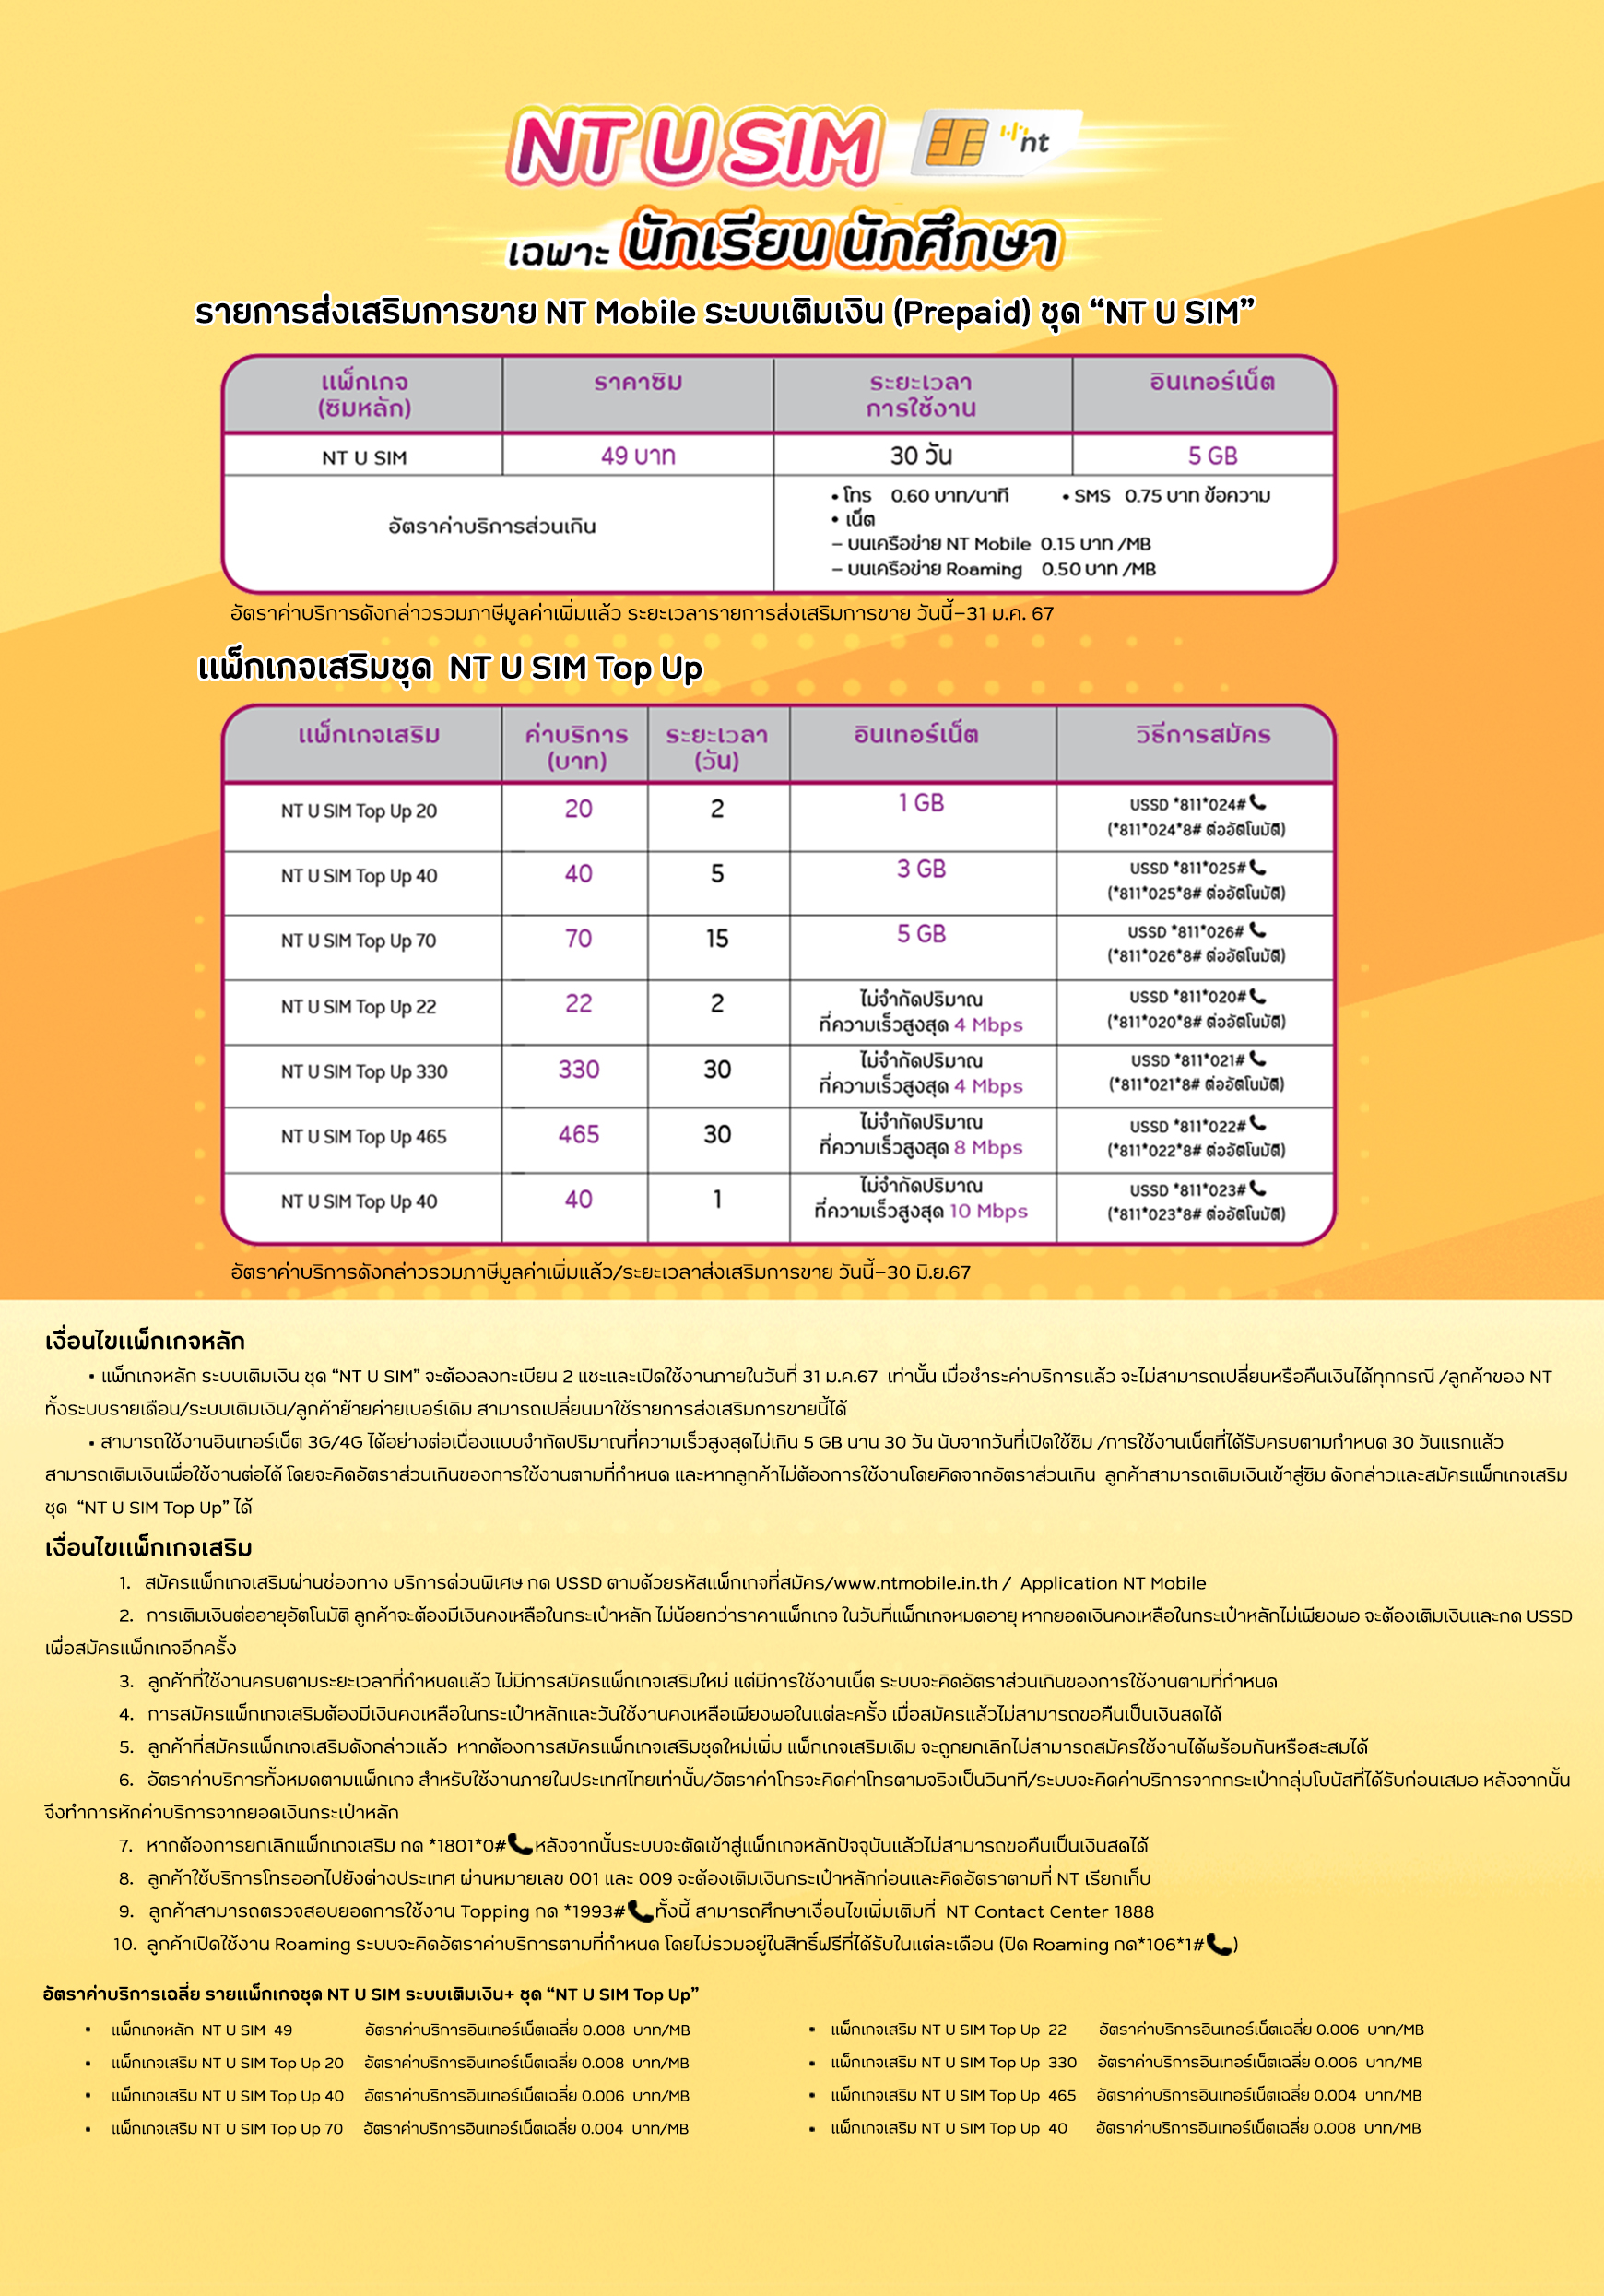 NT U SIM
nt
เฉพาะ นักเรียน นักศึกษา
รายการส่งเสริมการขาย NT Mobile ระบบเติมเงิน (Prepaid) ชุด “NT U SIM”
แพ็กเกจ (ซิมหลัก) ราคาซิม ระยะเวลา การใช้งาน อินเทอร์เน็ต
NT U SIM 49 บาท 30 วัน 5 GB
อัตราค่าบริการส่วนเกิน
• โทร 0.60 บาท/นาที • SMS 0.75 บาท ข้อความ
• เน็ต
– บนเครือข่าย NT Mobile 0.15 บาท /MB
– บนเครือข่าย Roaming 0.50 บาท /MB
อัตราค่าบริการดังกล่าวรวมภาษีมูลค่าเพิ่มแล้ว ระยะเวลารายการส่งเสริมการขาย วันนี้–31 ม.ค. 67
แพ็กเกจเสริมชุด NT U SIM Top Up
แพ็กเกจเสริม ค่าบริการ (บาท) ระยะเวลา (วัน) อินเทอร์เน็ต วิธีการสมัคร
NT U SIM Top Up 20 20 2 1 GB USSD *811*024#
(*811*024*8# ต่ออัตโนมัติ)
NT U SIM Top Up 40 40 5 3 GB USSD *811*025#
(*811*025*8# ต่ออัตโนมัติ)
NT U SIM Top Up 70 70 15 5 GB USSD *811*026#
(*811*026*8# ต่ออัตโนมัติ)
NT U SIM Top Up 22 22 2 ไม่จำกัดปริมาณ ที่ความเร็วสูงสุด 4 Mbps USSD *811*020#
(*811*020*8# ต่ออัตโนมัติ)
NT U SIM Top Up 330 330 30 ไม่จำกัดปริมาณ ที่ความเร็วสูงสุด 4 Mbps USSD *811*021#
(*811*021*8# ต่ออัตโนมัติ)
NT U SIM Top Up 465 465 30 ไม่จำกัดปริมาณ ที่ความเร็วสูงสุด 8 Mbps USSD *811*022#
(*811*022*8# ต่ออัตโนมัติ)
NT U SIM Top Up 40 40 1 ไม่จำกัดปริมาณ ที่ความเร็วสูงสุด 10 Mbps USSD *811*023#
(*811*023*8# ต่ออัตโนมัติ)
อัตราค่าบริการดังกล่าวรวมภาษีมูลค่าเพิ่มแล้ว/ระยะเวลาส่งเสริมการขาย วันนี้–30 มิ.ย.67
เงื่อนไขแพ็กเกจหลัก
• แพ็กเกจหลัก ระบบเติมเงิน ชุด “NT U SIM” จะต้องลงทะเบียน 2 แชะและเปิดใช้งานภายในวันที่ 31 ม.ค.67 เท่านั้น เมื่อชำระค่าบริการแล้ว จะไม่สามารถเปลี่ยนหรือคืนเงินได้ทุกกรณี /ลูกค้าของ NT
ทั้งระบบรายเดือน/ระบบเติมเงิน/ลูกค้าย้ายค่ายเบอร์เดิม สามารถเปลี่ยนมาใช้รายการส่งเสริมการขายนี้ได้
• สามารถใช้งานอินเทอร์เน็ต 3G/4G ได้อย่างต่อเนื่องแบบจำกัดปริมาณที่ความเร็วสูงสุดไม่เกิน 5 GB นาน 30 วัน นับจากวันที่เปิดใช้ซิม /การใช้งานเน็ตที่ได้รับครบตามกำหนด 30 วันแรกแล้ว
สามารถเติมเงินเพื่อใช้งานต่อได้ โดยจะคิดอัตราส่วนเกินของการใช้งานตามที่กำหนด และหากลูกค้าไม่ต้องการใช้งานโดยคิดจากอัตราส่วนเกิน ลูกค้าสามารถเติมเงินเข้าสู่ซิม ดังกล่าวและสมัครแพ็กเกจเสริม
ชุด “NT U SIM Top Up” ได้
เงื่อนไขแพ็กเกจเสริม
1. สมัครแพ็กเกจเสริมผ่านช่องทาง บริการด่วนพิเศษ กด USSD ตามด้วยรหัสแพ็กเกจที่สมัคร/www.ntmobile.in.th / Application NT Mobile
2. การเติมเงินต่ออายุอัตโนมัติ ลูกค้าจะต้องมีเงินคงเหลือในกระเป๋าหลัก ไม่น้อยกว่าราคาแพ็กเกจ ในวันที่แพ็กเกจหมดอายุ หากยอดเงินคงเหลือในกระเป๋าหลักไม่เพียงพอ จะต้องเติมเงินและกด USSD
เพื่อสมัครแพ็กเกจอีกครั้ง
3. ลูกค้าที่ใช้งานครบตามระยะเวลาที่กำหนดแล้ว ไม่มีการสมัครแพ็กเกจเสริมใหม่ แต่มีการใช้งานเน็ต ระบบจะคิดอัตราส่วนเกินของการใช้งานตามที่กำหนด
4. การสมัครแพ็กเกจเสริมต้องมีเงินคงเหลือในกระเป๋าหลักและวันใช้งานคงเหลือเพียงพอในแต่ละครั้ง เมื่อสมัครแล้วไม่สามารถขอคืนเป็นเงินสดได้
5. ลูกค้าที่สมัครแพ็กเกจเสริมดังกล่าวแล้ว หากต้องการสมัครแพ็กเกจเสริมชุดใหม่เพิ่ม แพ็กเกจเสริมเดิม จะถูกยกเลิกไม่สามารถสมัครใช้งานได้พร้อมกันหรือสะสมได้
6. อัตราค่าบริการทั้งหมดตามแพ็กเกจ สำหรับใช้งานภายในประเทศไทยเท่านั้น/อัตราค่าโทรจะคิดค่าโทรตามจริงเป็นวินาที/ระบบจะคิดค่าบริการจากกระเป๋ากลุ่มโบนัสที่ได้รับก่อนเสมอ หลังจากนั้น
จึงทำการหักค่าบริการจากยอดเงินกระเป๋าหลัก
7. หากต้องการยกเลิกแพ็กเกจเสริม กด *1801*0# หลังจากนั้นระบบจะตัดเข้าสู่แพ็กเกจหลักปัจจุบันแล้วไม่สามารถขอคืนเป็นเงินสดได้
8. ลูกค้าใช้บริการโทรออกไปยังต่างประเทศ ผ่านหมายเลข 001 และ 009 จะต้องเติมเงินกระเป๋าหลักก่อนและคิดอัตราตามที่ NT เรียกเก็บ
9. ลูกค้าสามารถตรวจสอบยอดการใช้งาน Topping กด *1993# ทั้งนี้ สามารถศึกษาเงื่อนไขเพิ่มเติมที่ NT Contact Center 1888
10. ลูกค้าเปิดใช้งาน Roaming ระบบจะคิดอัตราค่าบริการตามที่กำหนด โดยไม่รวมอยู่ในสิทธิ์ฟรีที่ได้รับในแต่ละเดือน (ปิด Roaming กด*106*1# )
อัตราค่าบริการเฉลี่ย รายแพ็กเกจชุด NT U SIM ระบบเติมเงิน+ ชุด “NT U SIM Top Up”
• แพ็กเกจหลัก NT U SIM 49 อัตราค่าบริการอินเทอร์เน็ตเฉลี่ย 0.008 บาท/MB
• แพ็กเกจเสริม NT U SIM Top Up 20 อัตราค่าบริการอินเทอร์เน็ตเฉลี่ย 0.008 บาท/MB
• แพ็กเกจเสริม NT U SIM Top Up 40 อัตราค่าบริการอินเทอร์เน็ตเฉลี่ย 0.006 บาท/MB
• แพ็กเกจเสริม NT U SIM Top Up 70 อัตราค่าบริการอินเทอร์เน็ตเฉลี่ย 0.004 บาท/MB
• แพ็กเกจเสริม NT U SIM Top Up 22 อัตราค่าบริการอินเทอร์เน็ตเฉลี่ย 0.006 บาท/MB
• แพ็กเกจเสริม NT U SIM Top Up 330 อัตราค่าบริการอินเทอร์เน็ตเฉลี่ย 0.006 บาท/MB
• แพ็กเกจเสริม NT U SIM Top Up 465 อัตราค่าบริการอินเทอร์เน็ตเฉลี่ย 0.004 บาท/MB
• แพ็กเกจเสริม NT U SIM Top Up 40 อัตราค่าบริการอินเทอร์เน็ตเฉลี่ย 0.008 บาท/MB